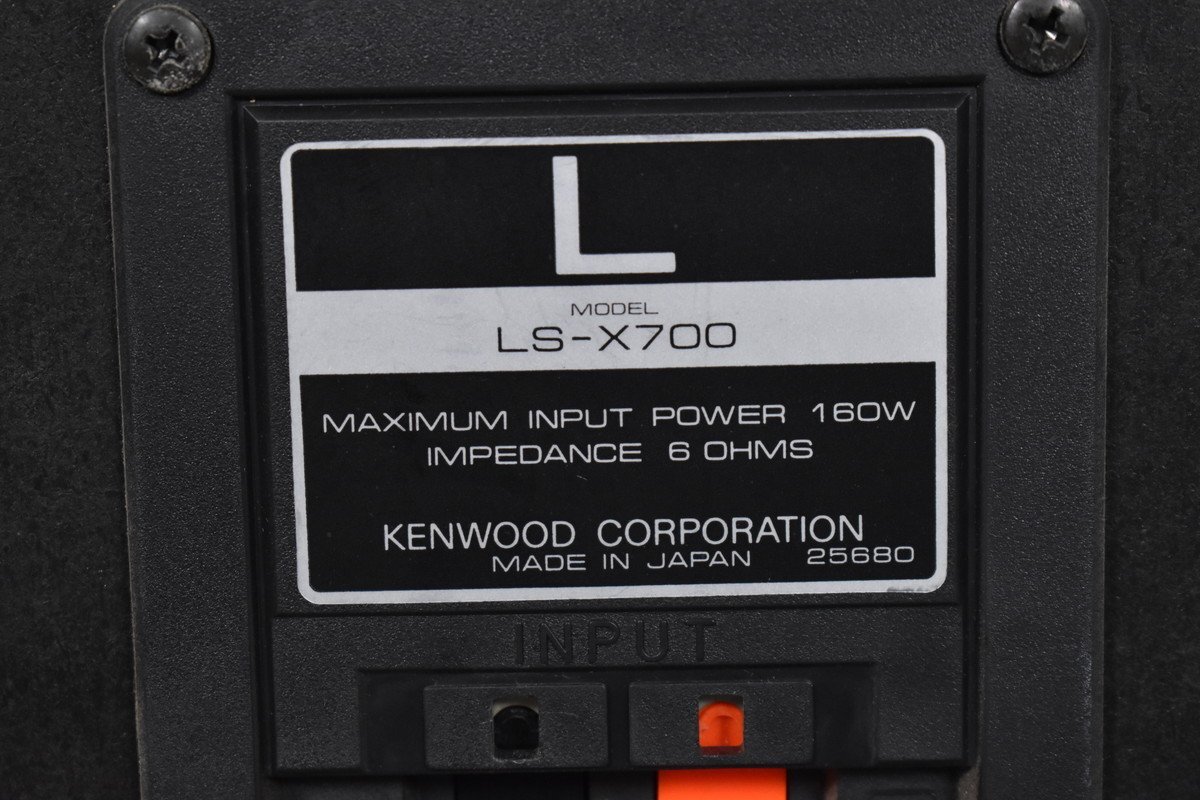 L
MODEL
LS-X700
MAXIMUM INPUT POWER 160W
IMPEDANCE 6 OHMS
KENWOOD CORPORATION
MADE IN JAPAN 25680
INPUT